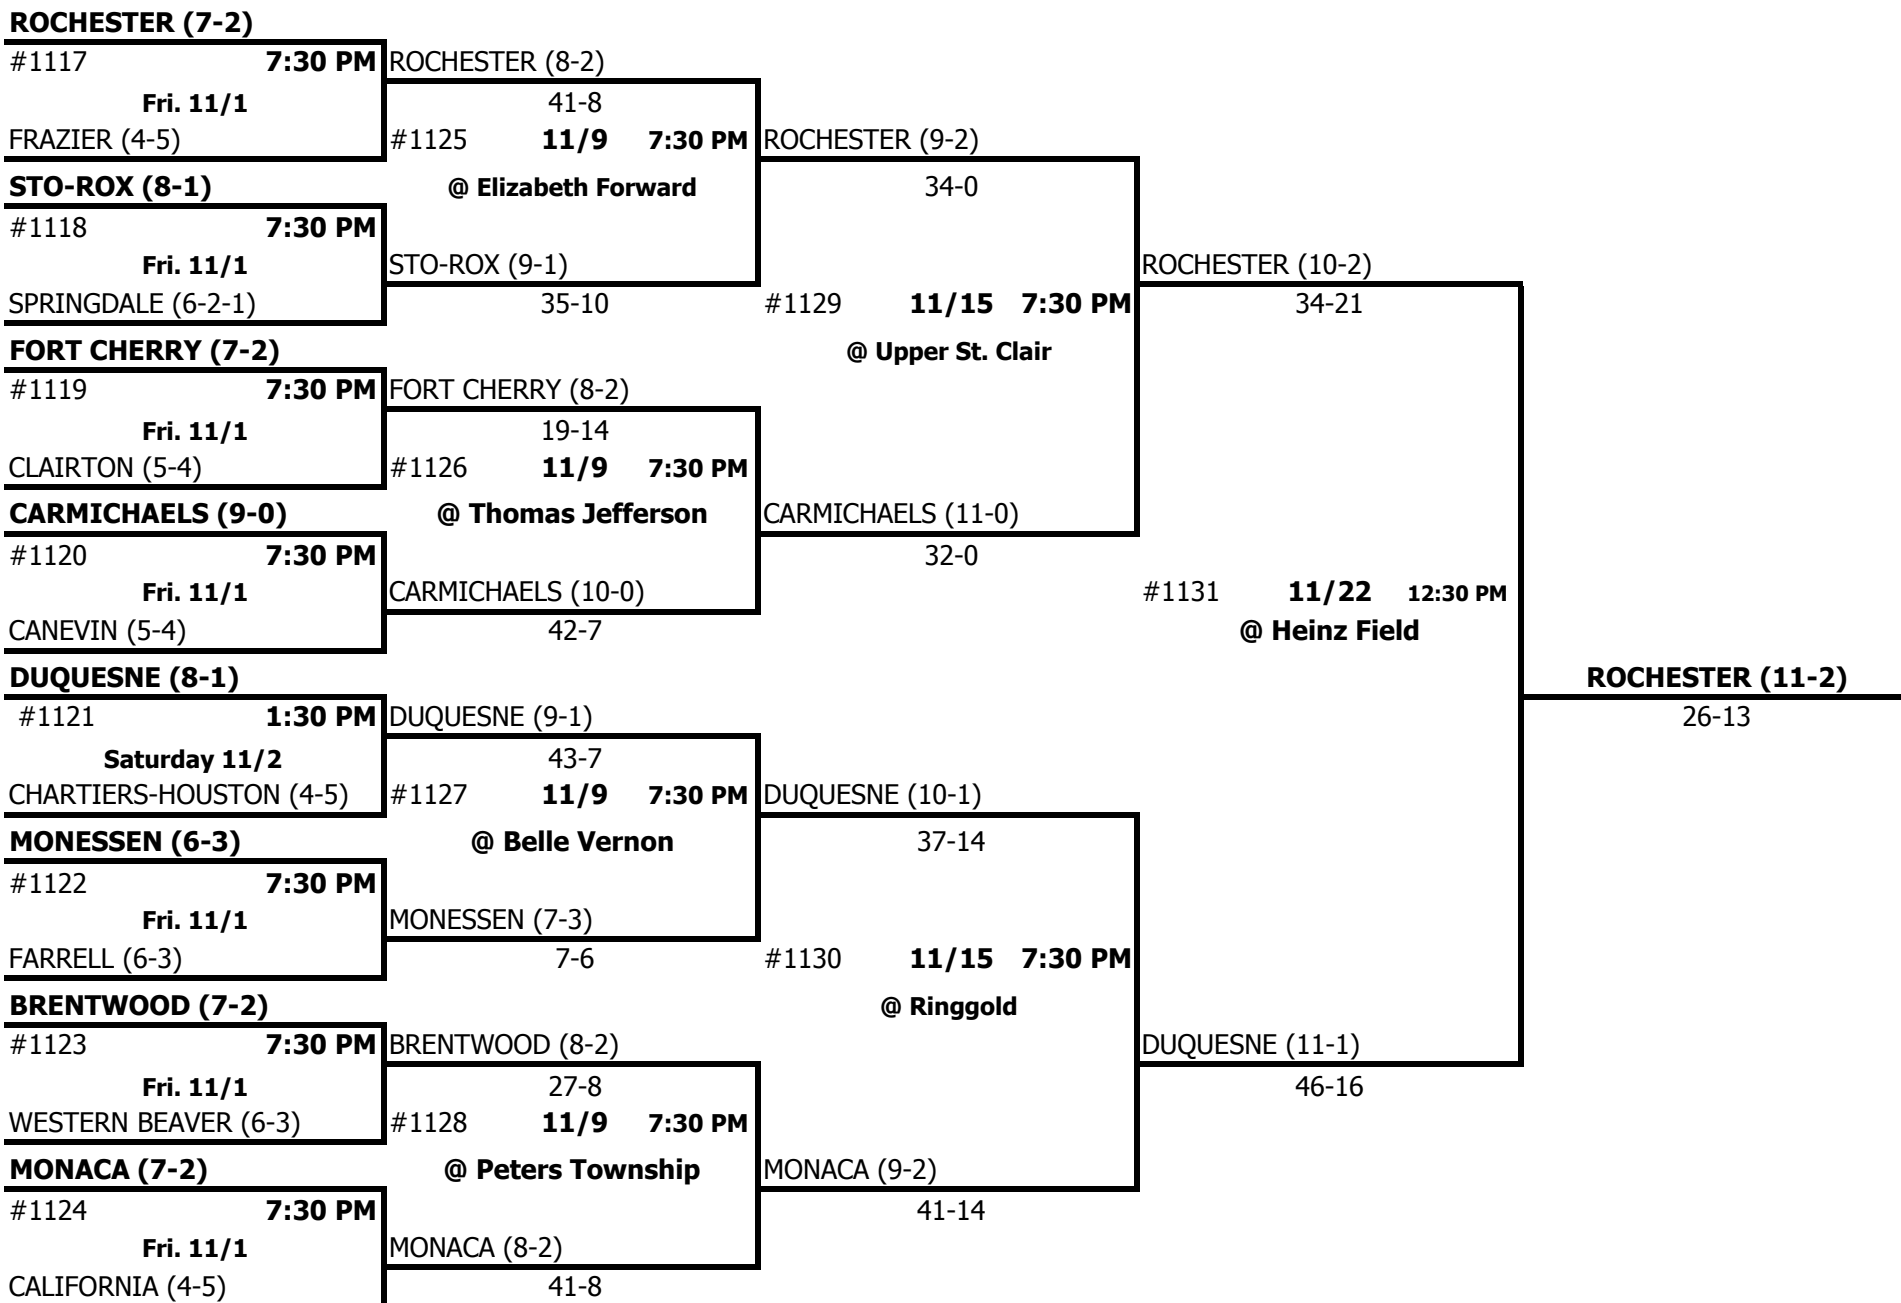 ROCHESTER (7-2)
#1117 7:30 PM ROCHESTER (8-2)
Fri. 11/1 41-8
FRAZIER (4-5) #1125 11/9 7:30 PM ROCHESTER (9-2)
STO-ROX (8-1) @ Elizabeth Forward 34-0
#1118 7:30 PM
Fri. 11/1 STO-ROX (9-1) ROCHESTER (10-2)
SPRINGDALE (6-2-1) 35-10 #1129 11/15 7:30 PM 34-21
FORT CHERRY (7-2) @ Upper St. Clair
#1119 7:30 PM FORT CHERRY (8-2)
Fri. 11/1 19-14
CLAIRTON (5-4) #1126 11/9 7:30 PM
CARMICHAELS (9-0) @ Thomas Jefferson CARMICHAELS (11-0)
#1120 7:30 PM 32-0
Fri. 11/1 CARMICHAELS (10-0) #1131 11/22 12:30 PM
CANEVIN (5-4) 42-7 @ Heinz Field
DUQUESNE (8-1) ROCHESTER (11-2)
#1121 1:30 PM DUQUESNE (9-1) 26-13
Saturday 11/2 43-7
CHARTIERS-HOUSTON (4-5) #1127 11/9 7:30 PM DUQUESNE (10-1)
MONESSEN (6-3) @ Belle Vernon 37-14
#1122 7:30 PM
Fri. 11/1 MONESSEN (7-3)
FARRELL (6-3) 7-6 #1130 11/15 7:30 PM
BRENTWOOD (7-2) @ Ringgold
#1123 7:30 PM BRENTWOOD (8-2) DUQUESNE (11-1)
Fri. 11/1 27-8 46-16
WESTERN BEAVER (6-3) #1128 11/9 7:30 PM
MONACA (7-2) @ Peters Township MONACA (9-2)
#1124 7:30 PM 41-14
Fri. 11/1 MONACA (8-2)
CALIFORNIA (4-5) 41-8